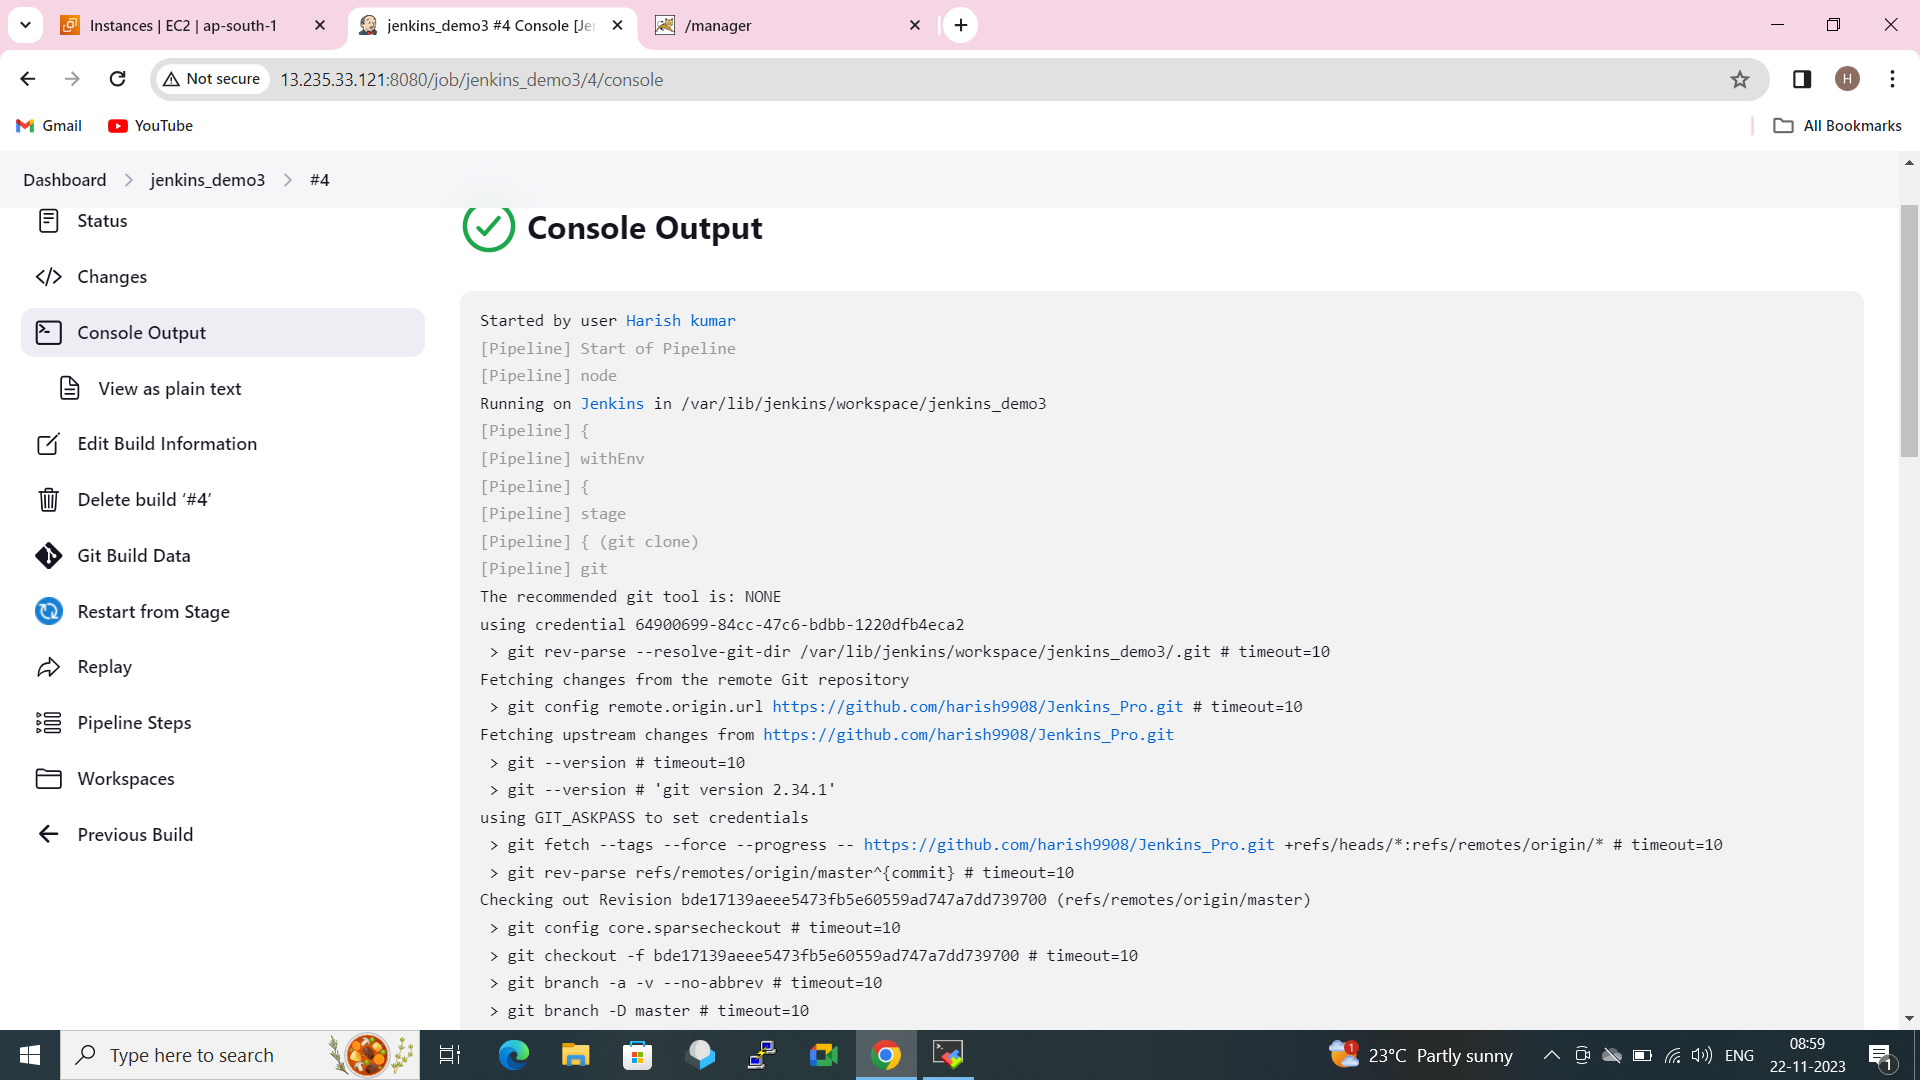 Instances | EC2 | ap-south-1
jenkins_demo3 #4 Console [Je
/manager
Not secure
13.235.33.121:8080/job/jenkins_demo3/4/console
H
Gmail
YouTube
All Bookmarks
Dashboard
jenkins_demo3
#4
Status
Changes
Console Output
View as plain text
Edit Build Information
Delete build ‘#4’
Git Build Data
Restart from Stage
Replay
Pipeline Steps
Workspaces
Previous Build
Console Output
Started by user Harish kumar
[Pipeline] Start of Pipeline
[Pipeline] node
Running on Jenkins in /var/lib/jenkins/workspace/jenkins_demo3
[Pipeline] {
[Pipeline] withEnv
[Pipeline] {
[Pipeline] stage
[Pipeline] { (git clone)
[Pipeline] git
The recommended git tool is: NONE
using credential 64900699-84cc-47c6-bdbb-1220dfb4eca2
> git rev-parse --resolve-git-dir /var/lib/jenkins/workspace/jenkins_demo3/.git # timeout=10
Fetching changes from the remote Git repository
> git config remote.origin.url https://github.com/harish9908/Jenkins_Pro.git # timeout=10
Fetching upstream changes from https://github.com/harish9908/Jenkins_Pro.git
> git --version # timeout=10
> git --version # 'git version 2.34.1'
using GIT_ASKPASS to set credentials
> git fetch --tags --force --progress -- https://github.com/harish9908/Jenkins_Pro.git +refs/heads/*:refs/remotes/origin/* # timeout=10
> git rev-parse refs/remotes/origin/master^{commit} # timeout=10
Checking out Revision bde17139aeee5473fb5e60559ad747a7dd739700 (refs/remotes/origin/master)
> git config core.sparsecheckout # timeout=10
> git checkout -f bde17139aeee5473fb5e60559ad747a7dd739700 # timeout=10
> git branch -a -v --no-abbrev # timeout=10
> git branch -D master # timeout=10
Type here to search
1
23°C Partly sunny
ENG
08:59
22-11-2023
1